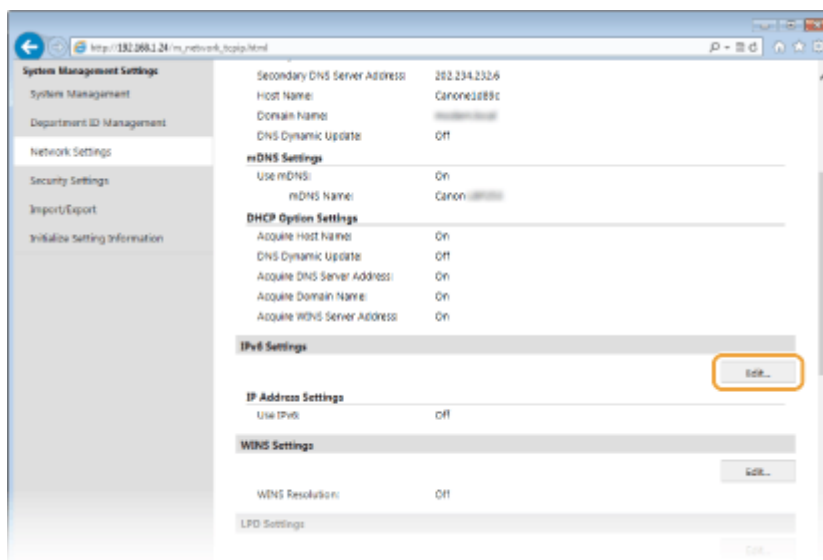 http://192.168.1.24/m_network_tcpip.html
System Management Settings
System Management
Department ID Management
Network Settings
Security Settings
Import/Export
Initialize Setting Information
Secondary DNS Server Address:
202.234.232.6
Host Name:
Domain Name:
DNS Dynamic Update:
Off
mDNS Settings
Use mDNS:
On
mDNS Name:
Canon
DHCP Option Settings
Acquire Host Name:
On
DNS Dynamic Update:
Off
Acquire DNS Server Address:
On
Acquire Domain Name:
On
Acquire WINS Server Address:
On
IPv6 Settings
Edit...
IP Address Settings
Use IPv6:
Off
WINS Settings
Edit...
WINS Resolution:
Off
LPD Settings
Edit...